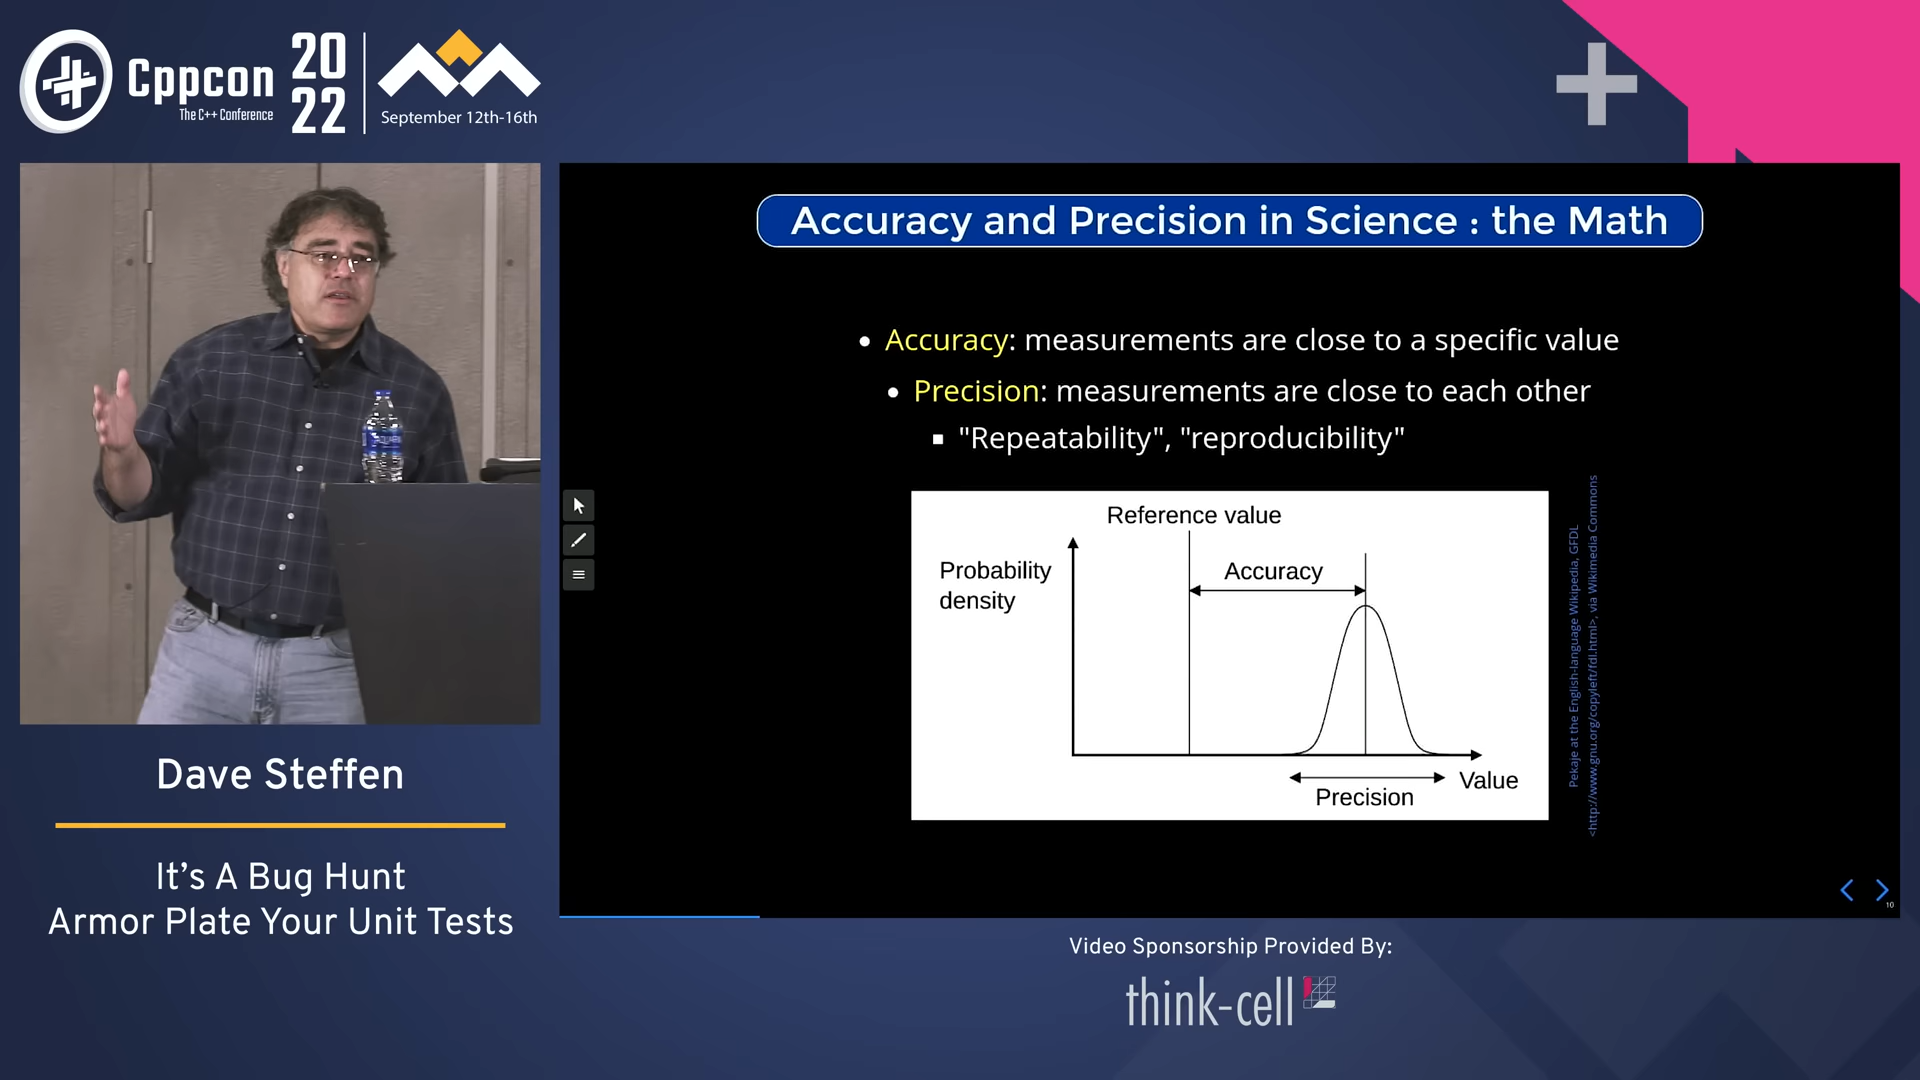 Cppcon
The C++ Conference
20
22
September 12th-16th
Accuracy and Precision in Science : the Math
Accuracy: measurements are close to a specific value
Precision: measurements are close to each other
"Repeatability", "reproducibility"
Reference value
Probability
density
Accuracy
Value
Precision
Pekaje at the English-language Wikipedia, GFDL
<http://www.gnu.org/copyleft/fdl.html>, via Wikimedia Commons
10
Dave Steffen
It's A Bug Hunt
Armor Plate Your Unit Tests
Video Sponsorship Provided By:
think-cell